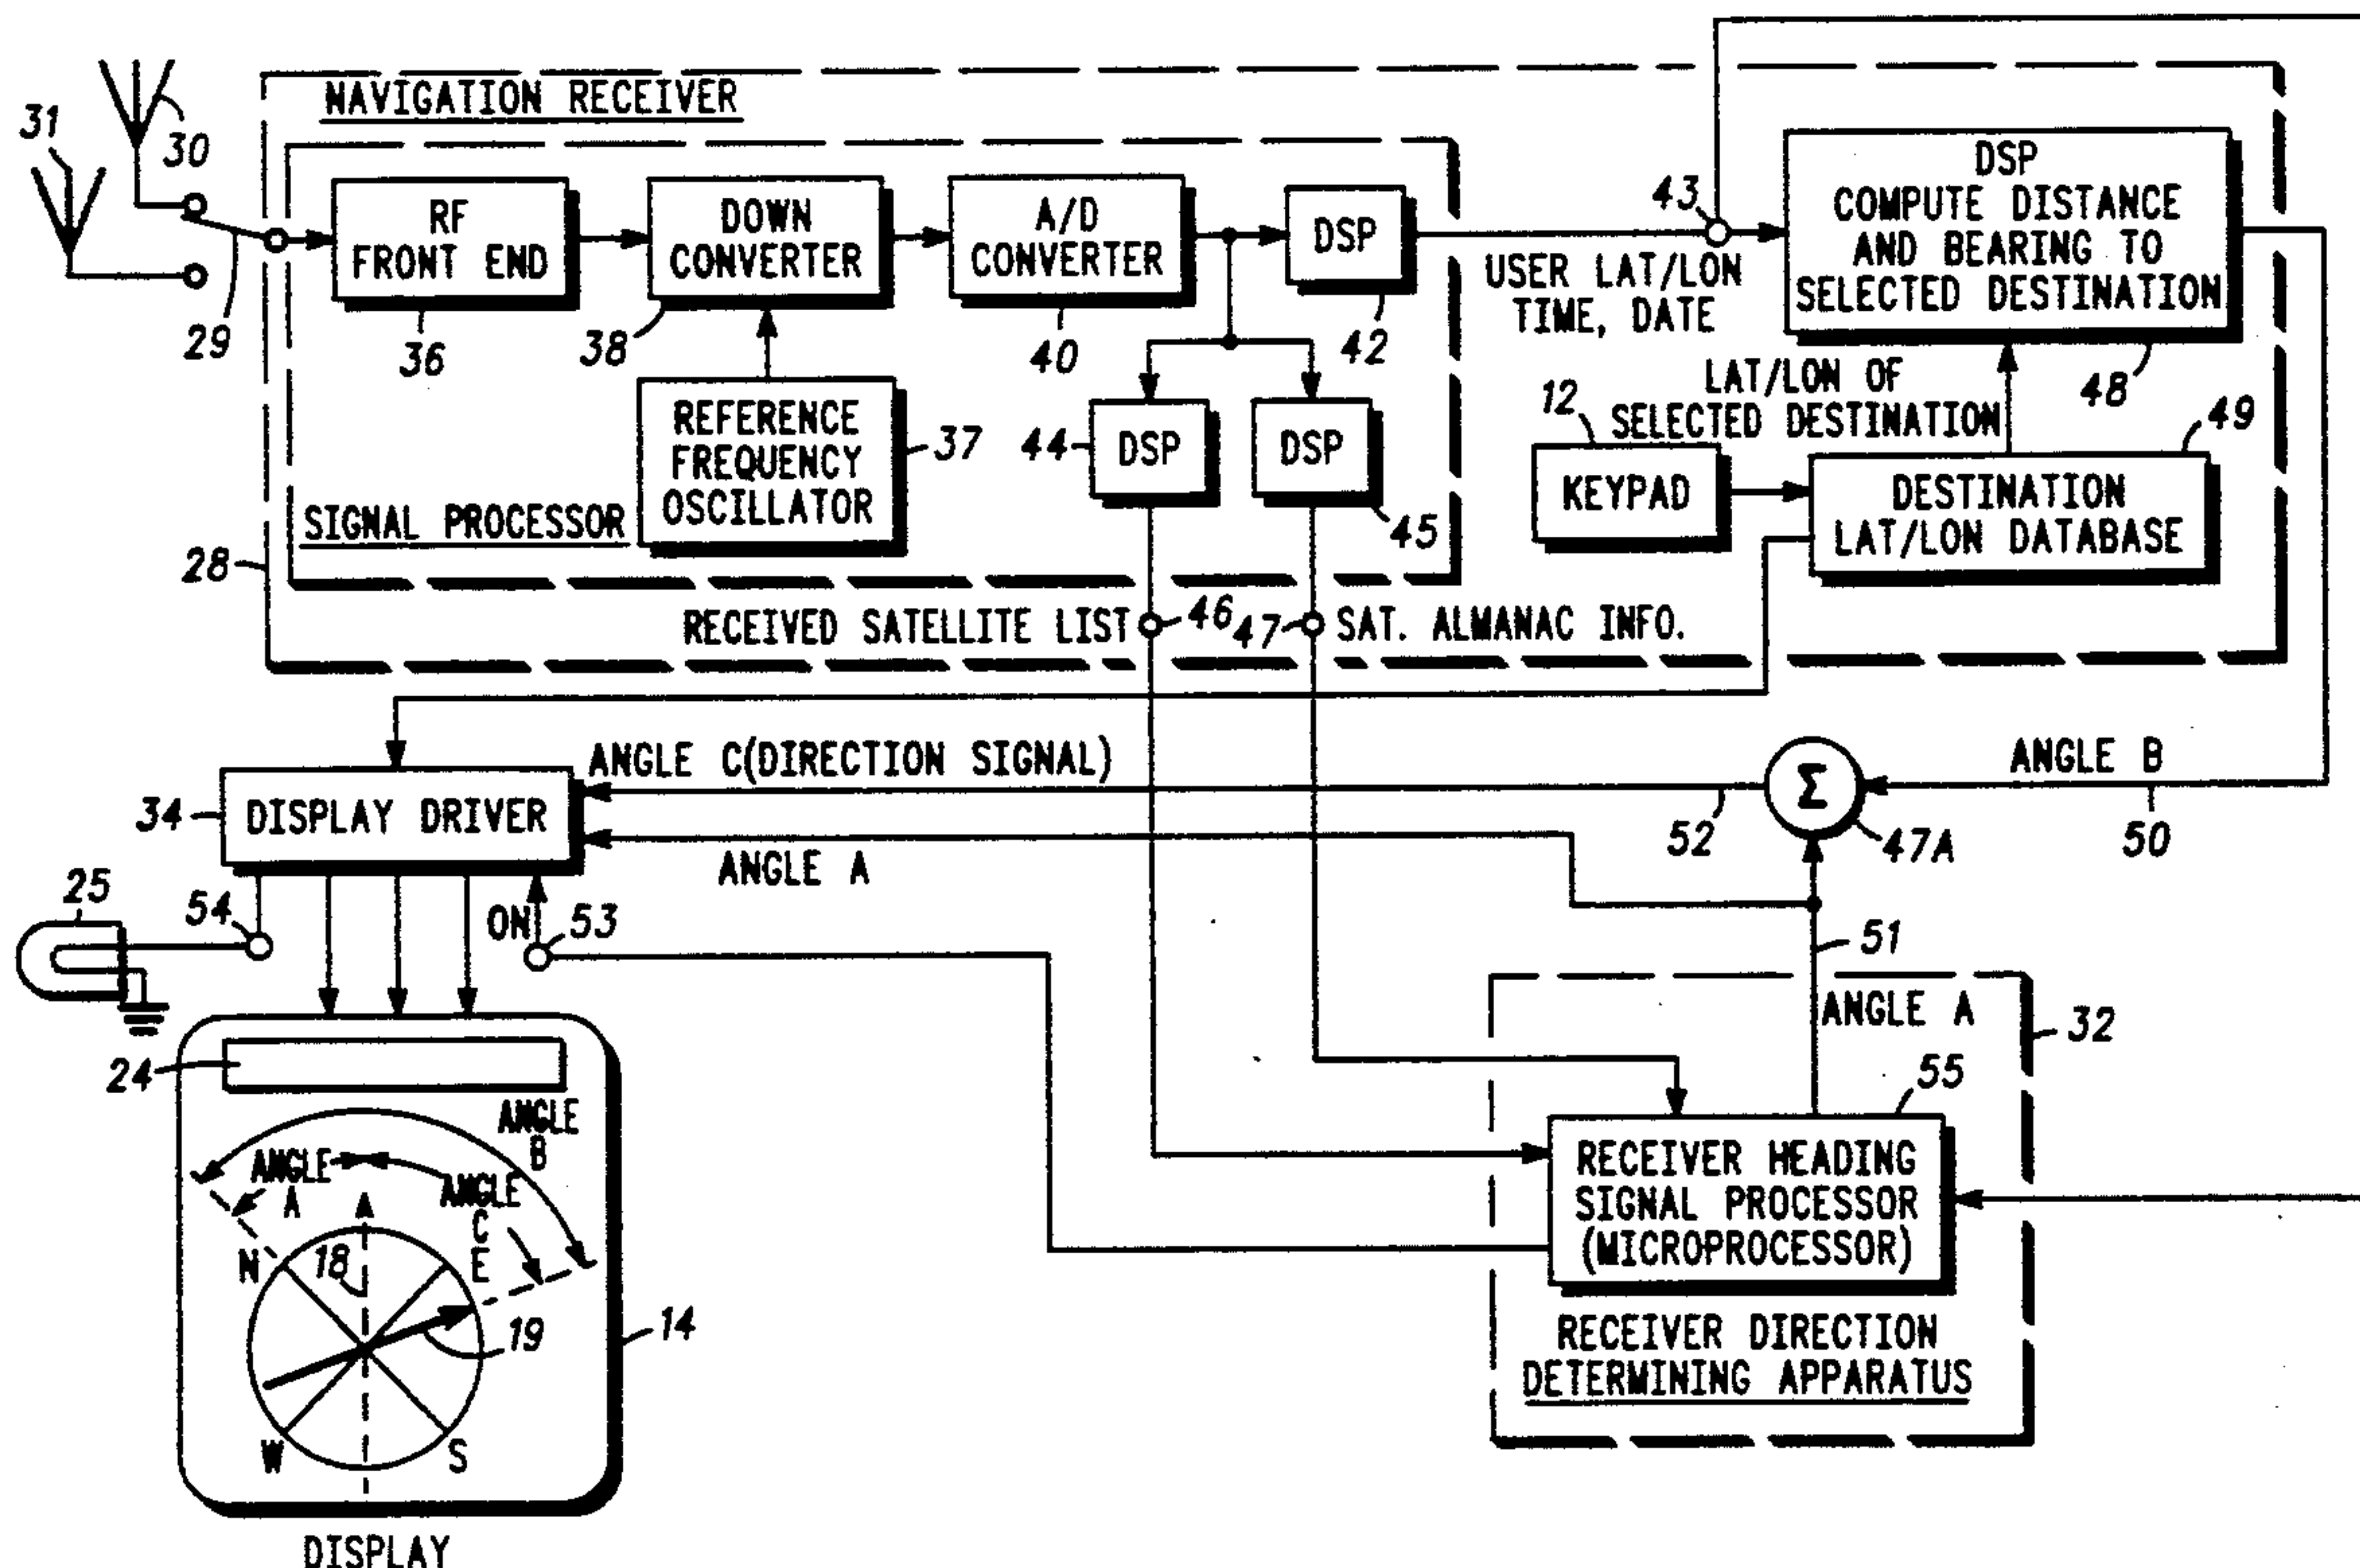 NAVIGATION RECEIVER
31
30
29
28
RF
FRONT END
36
DOWN
CONVERTER
38
A/D
CONVERTER
40
DSP
42
REFERENCE
FREQUENCY
OSCILLATOR
37
SIGNAL PROCESSOR
44
DSP
DSP
45
43
USER LAT/LON
TIME, DATE
DSP
COMPUTE DISTANCE
AND BEARING TO
SELECTED DESTINATION
48
LAT/LON OF
SELECTED DESTINATION
12
KEYPAD
49
DESTINATION
LAT/LON DATABASE
RECEIVED SATELLITE LIST
46
47
SAT. ALMANAC INFO.
ANGLE C(DIRECTION SIGNAL)
Σ
47A
ANGLE B
50
52
34
DISPLAY DRIVER
ANGLE A
25
54
ON
53
51
ANGLE A
32
55
RECEIVER HEADING
SIGNAL PROCESSOR
(MICROPROCESSOR)
RECEIVER DIRECTION
DETERMINING APPARATUS
24
ANGLE
B
ANGLE
A
ANGLE
C
N
18
E
19
W
S
14
DISPLAY